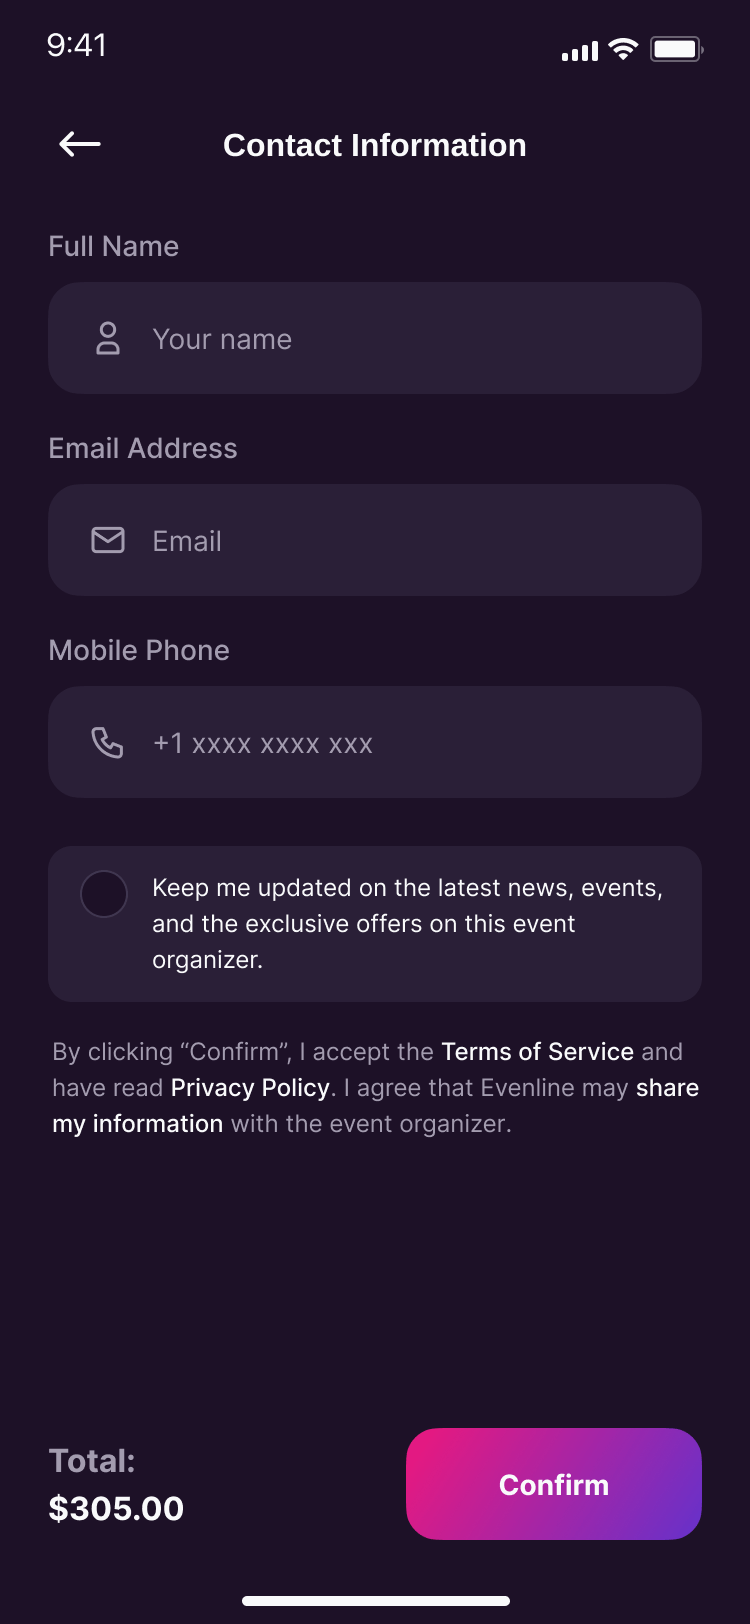 9:41
Contact Information
Full Name
Your name
Email Address
Email
Mobile Phone
+1 xxxx xxxx xxx
Keep me updated on the latest news, events,
and the exclusive offers on this event
organizer.
By clicking “Confirm”, I accept the Terms of Service and
have read Privacy Policy. I agree that Evenline may share
my information with the event organizer.
Total:
$305.00
Confirm